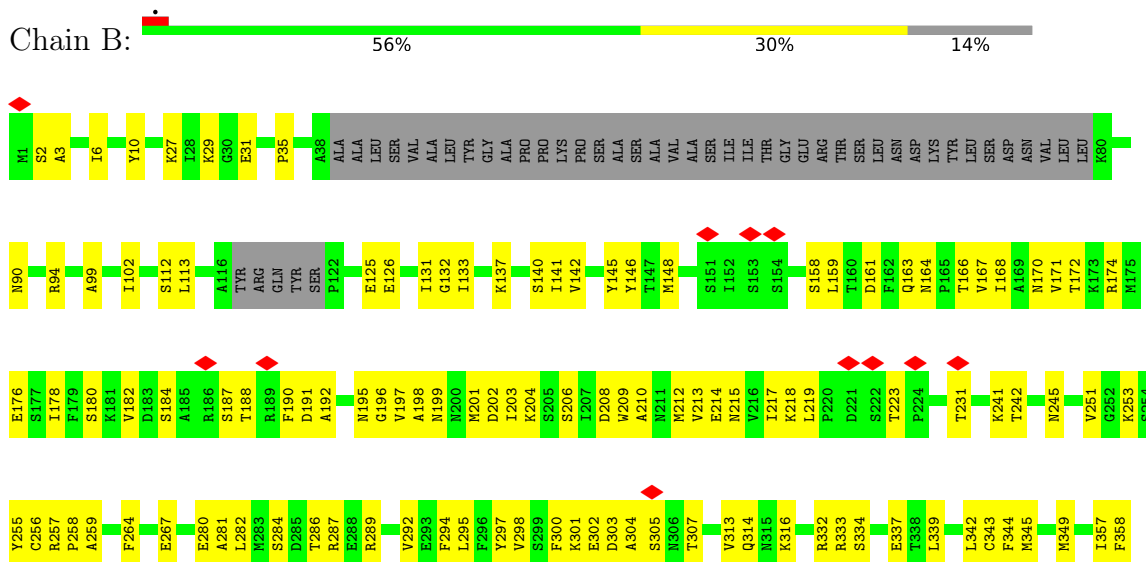 Chain B:
56% 30% 14%
M1 S2 A3 I6 Y10 K27 I28 K29 G30 E31 P35 A38 ALA ALA LEU SER VAL ALA LEU TYR GLY ALA PRO PRO LYS PRO SER ALA SER ALA VAL ALA SER ILE ILE THR GLY GLU ARG THR SER LEU ASN ASP LYS TYR LEU SER ASP ASN VAL LEU LEU K80
N90 R94 A99 I102 S112 L113 A116 TYR ARG GLN TYR SER P122 E125 E126 I131 G132 I133 K137 S140 I141 V142 Y145 Y146 T147 M148 S151 I152 S153 S154 S158 L159 T160 D161 F162 Q163 N164 P165 T166 V167 I168 A169 N170 V171 T172 K173 R174 M175
E176 S177 I178 F179 S180 K181 V182 D183 S184 A185 R186 S187 T188 R189 F190 D191 A192 N195 G196 V197 A198 N199 N200 M201 D202 I203 K204 S205 S206 I207 D208 W209 A210 N211 M212 V213 E214 N215 V216 I217 K218 L219 P220 D221 S222 T223 P224 T231 K241 T242 N245 V251 G252 K253
Y255 C256 R257 P258 A259 F264 E267 E280 A281 L282 M283 S284 D285 T286 R287 E288 R289 V292 E293 F294 L295 F296 Y297 V298 S299 F300 K301 E302 D303 A304 S305 N306 T307 V313 Q314 N315 K316 R332 R333 S334 E337 T338 L339 L342 C343 F344 M345 M349 I357 F358